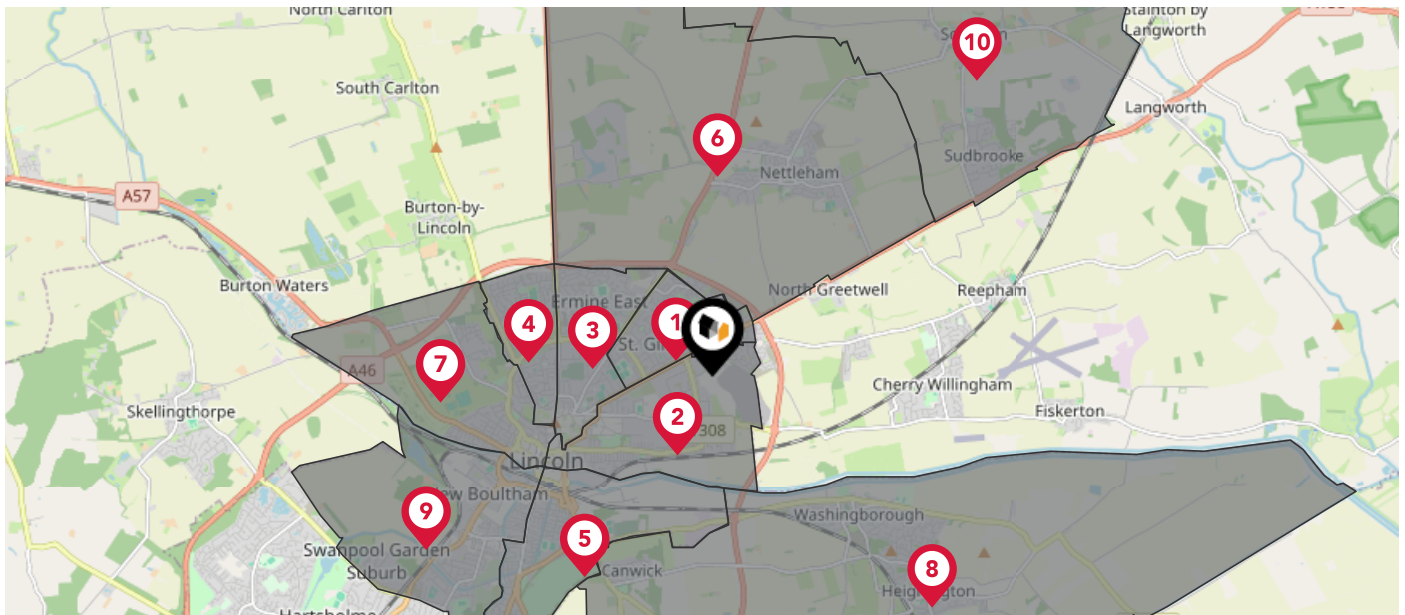 North Carlton
Stainton by
Langworth
10
South Carlton
Langworth
6
Sudbrooke
Nettleham
A57
Burton-by-
Lincoln
Burton Waters
North Greetwell
Reepham
Ermine East
4
3
1
St. Gil
7
A46
Cherry Willingham
Skellingthorpe
2
Fiskerton
308
Lincoln
New Boultham
9
Washingborough
5
Swanpool Garden
Suburb
Canwick
8
Heighington
Hartsholme